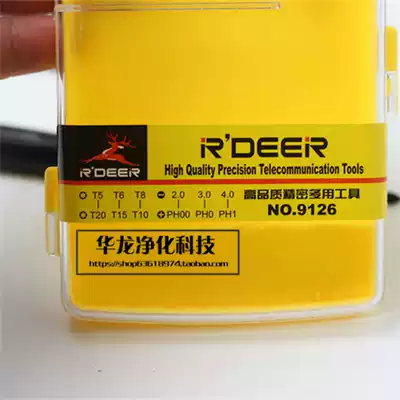 R'DEER
R'DEER
High Quality Precision Telecommunication Tools
T5 T6 T8 2.0 3.0 4.0
T20 T15 T10 PH00 PH0 PH1
高品质精密多用工具
NO.9126
华龙净化科技
https://shop63618974.taobao.com